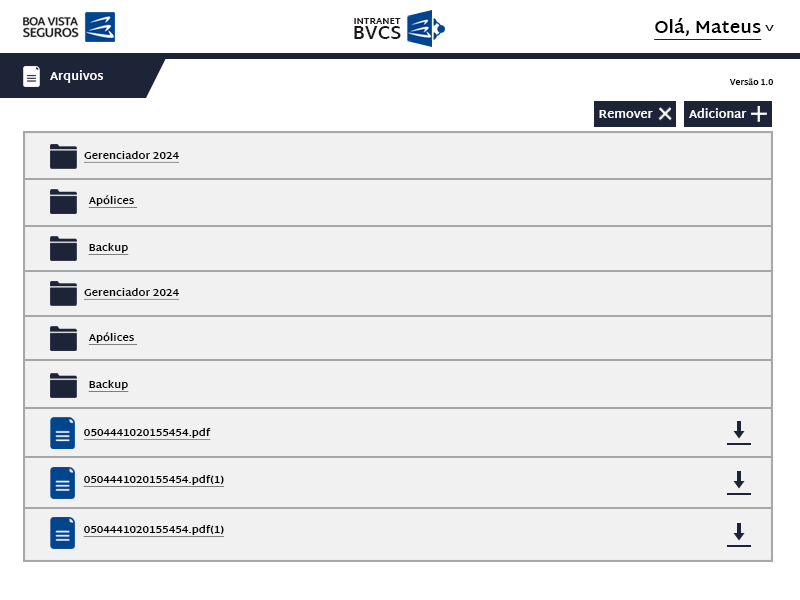 BOA VISTA
SEGUROS
INTRANET
BVCS
Olá, Mateus
Arquivos
Versão 1.0
Remover
Adicionar
Gerenciador 2024
Apólices
Backup
Gerenciador 2024
Apólices
Backup
0504441020155454.pdf
0504441020155454.pdf(1)
0504441020155454.pdf(1)